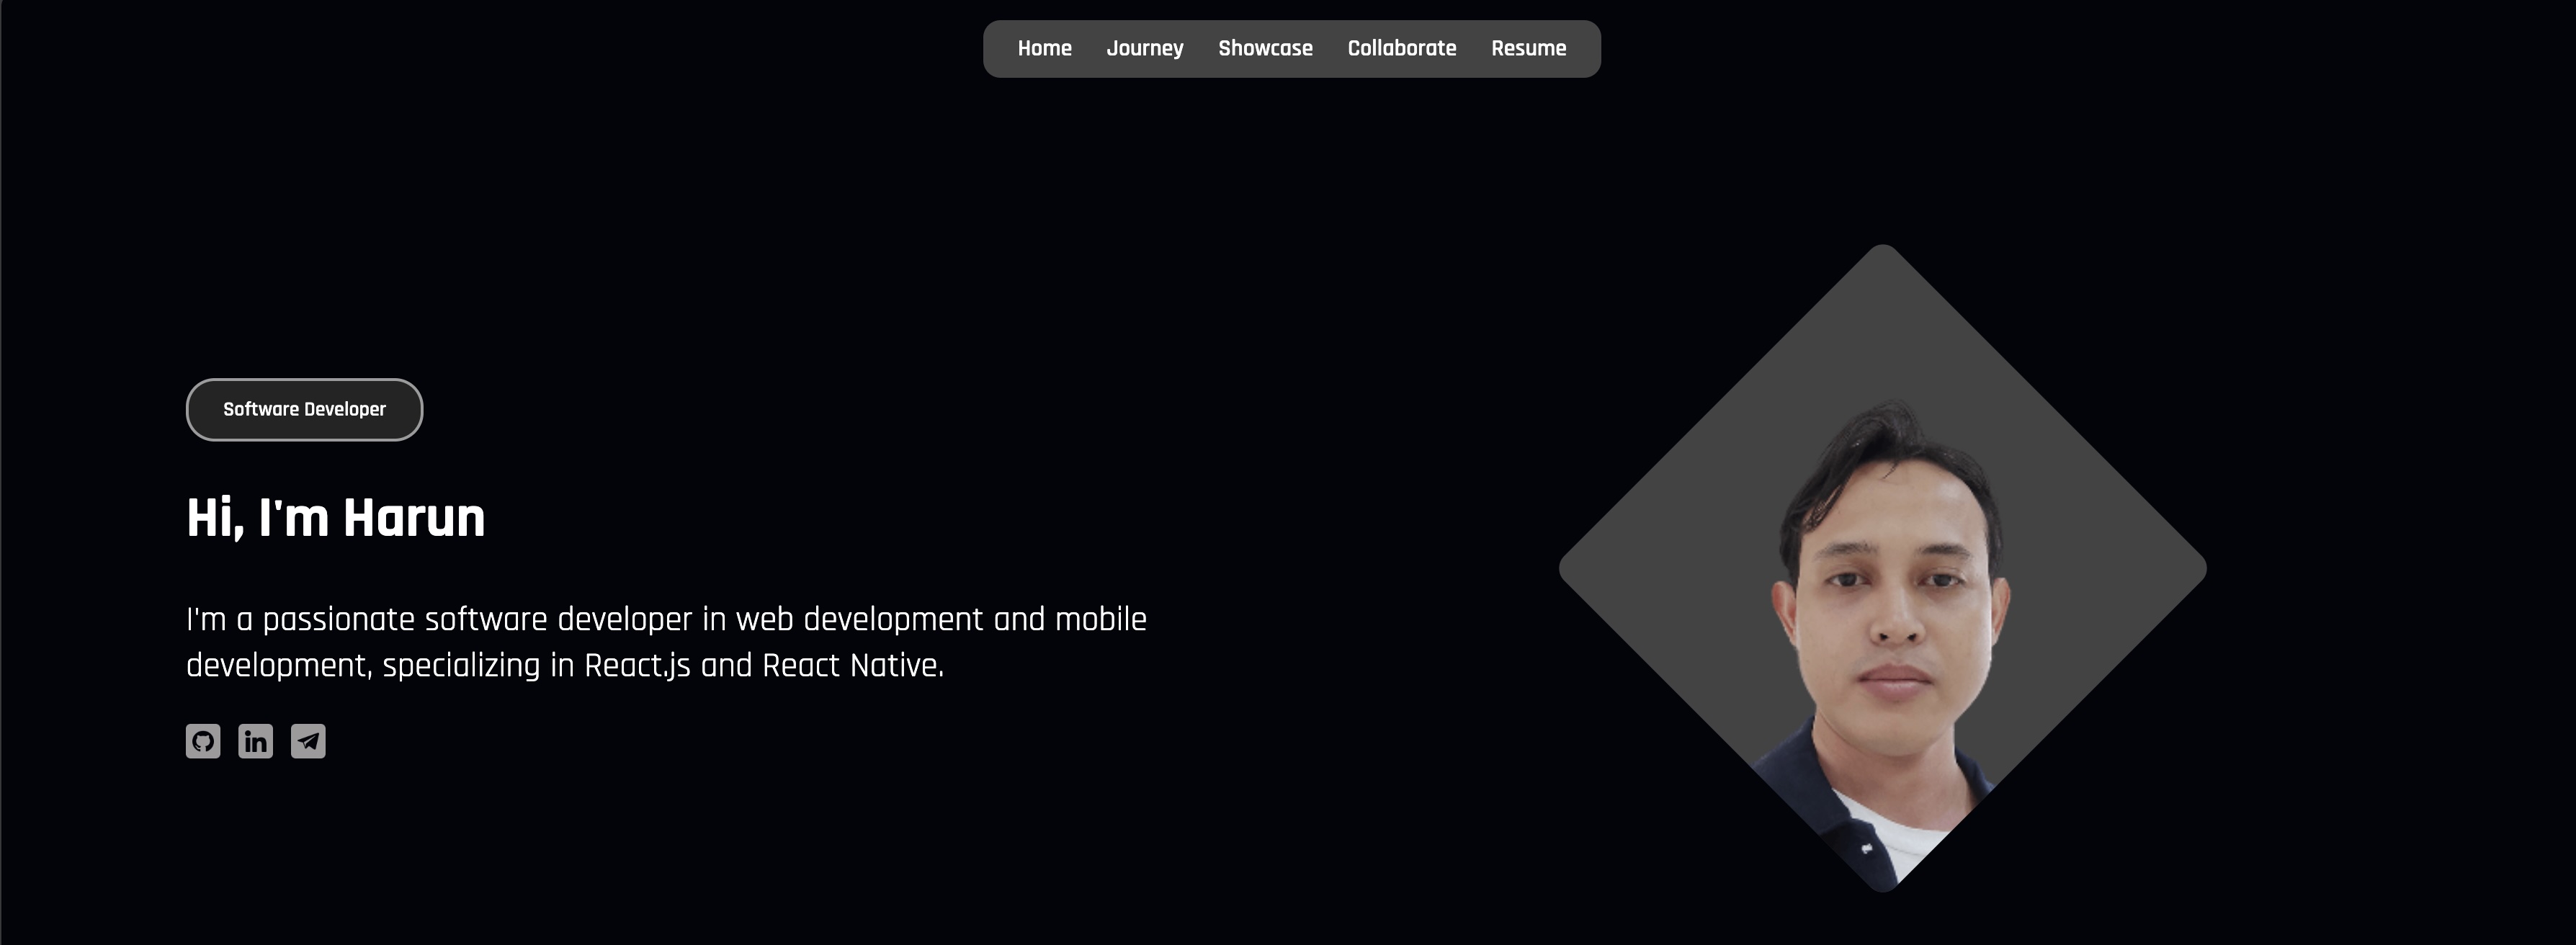 Home Journey Showcase Collaborate Resume
Software Developer
Hi, I'm Harun
I'm a passionate software developer in web development and mobile
development, specializing in React.js and React Native.
in